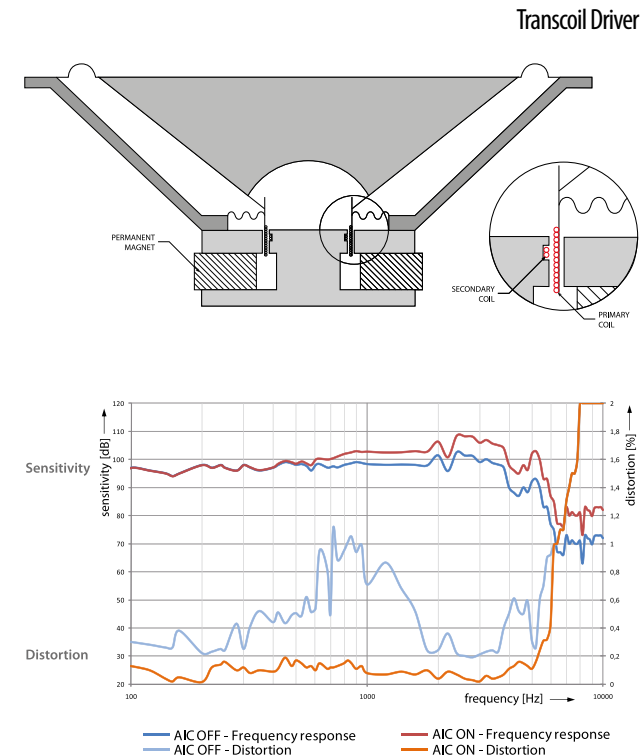 Transcoil Driver
PERMANENT
MAGNET
SECONDARY
COIL
PRIMARY
COIL
120
110
100
90
80
70
60
50
40
30
20
sensitivity [dB]
Sensitivity
Distortion
2
1,8
1,6
1,4
1,2
1
0,8
0,6
0,4
0,2
0
distortion [%]
100
1000
10000
frequency [Hz]
AIC OFF - Frequency response
AIC ON - Frequency response
AIC OFF - Distortion
AIC ON - Distortion